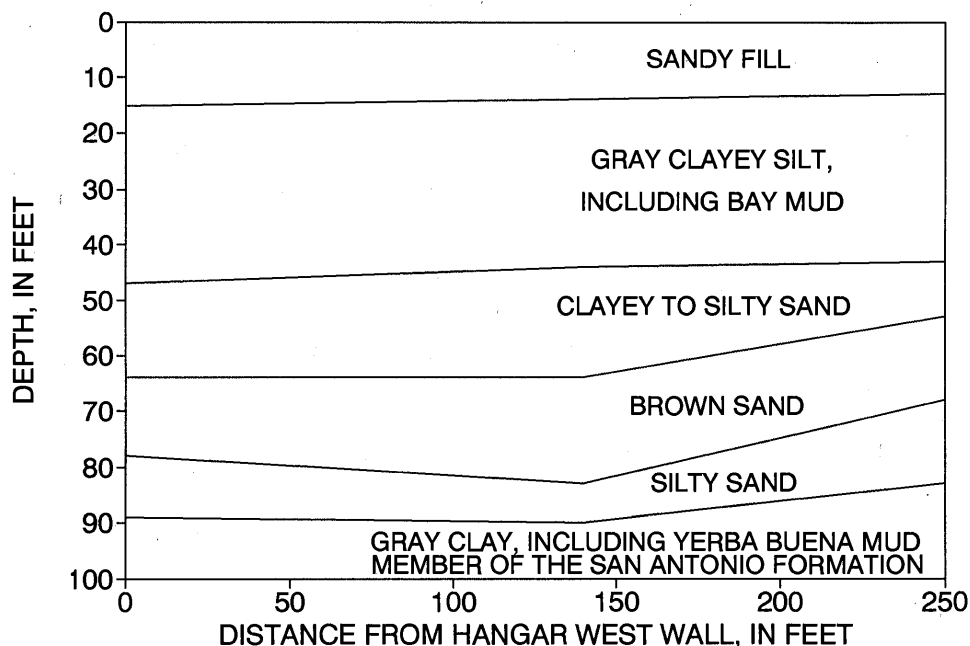 0
10
20
30
40
50
60
70
80
90
100
DEPTH, IN FEET
SANDY FILL
GRAY CLAYEY SILT,
INCLUDING BAY MUD
CLAYEY TO SILTY SAND
BROWN SAND
SILTY SAND
GRAY CLAY, INCLUDING YERBA BUENA MUD
MEMBER OF THE SAN ANTONIO FORMATION
0 50 100 150 200 250
DISTANCE FROM HANGAR WEST WALL, IN FEET